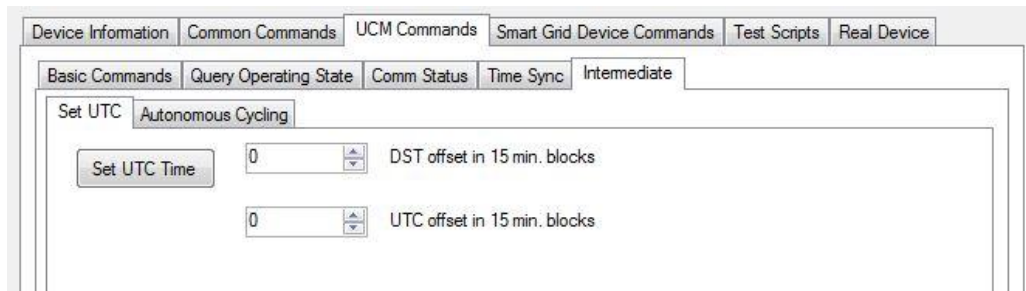 Device Information Common Commands UCM Commands Smart Grid Device Commands Test Scripts Real Device
Basic Commands Query Operating State Comm Status Time Sync Intermediate
Set UTC Autonomous Cycling
Set UTC Time 0 DST offset in 15 min. blocks
0 UTC offset in 15 min. blocks